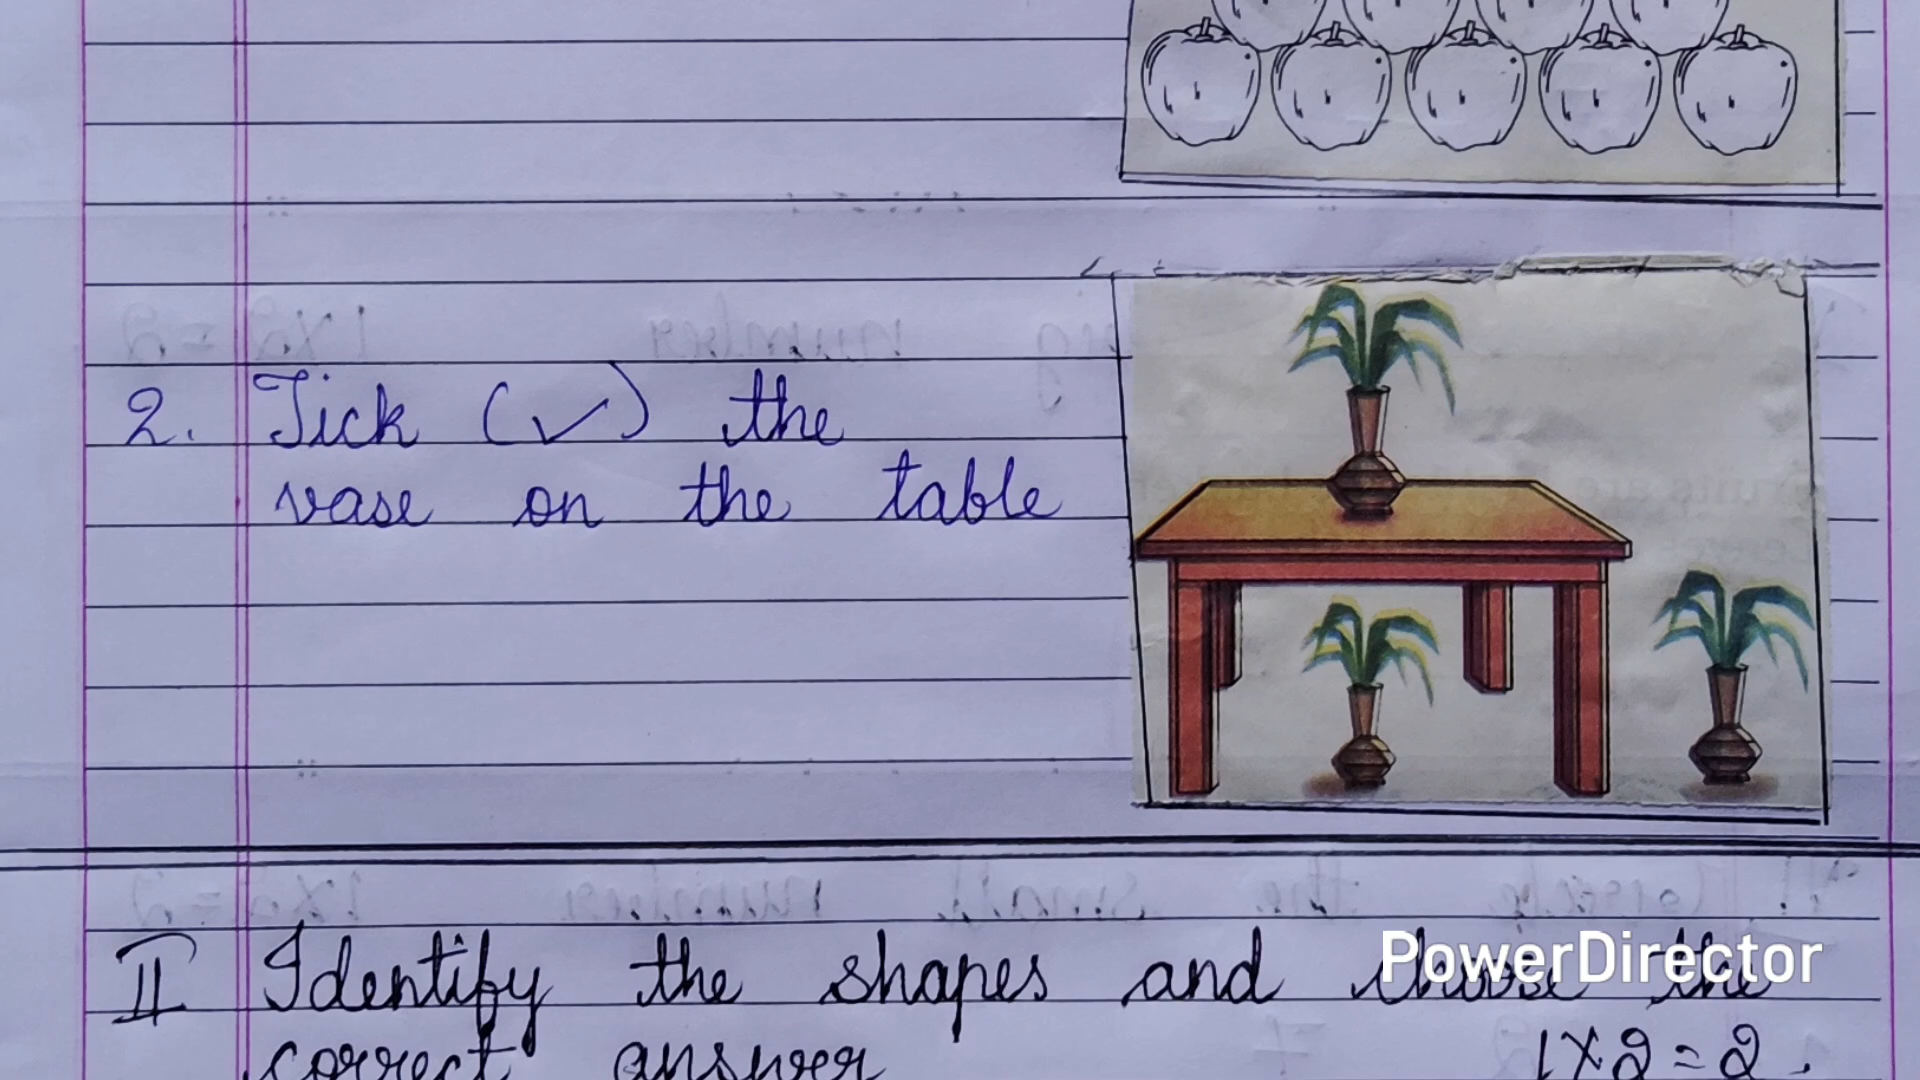 2. Tick (✓) the
vase on the table
II Identify the shapes and choose the
correct answer 1×2=2.
PowerDirector